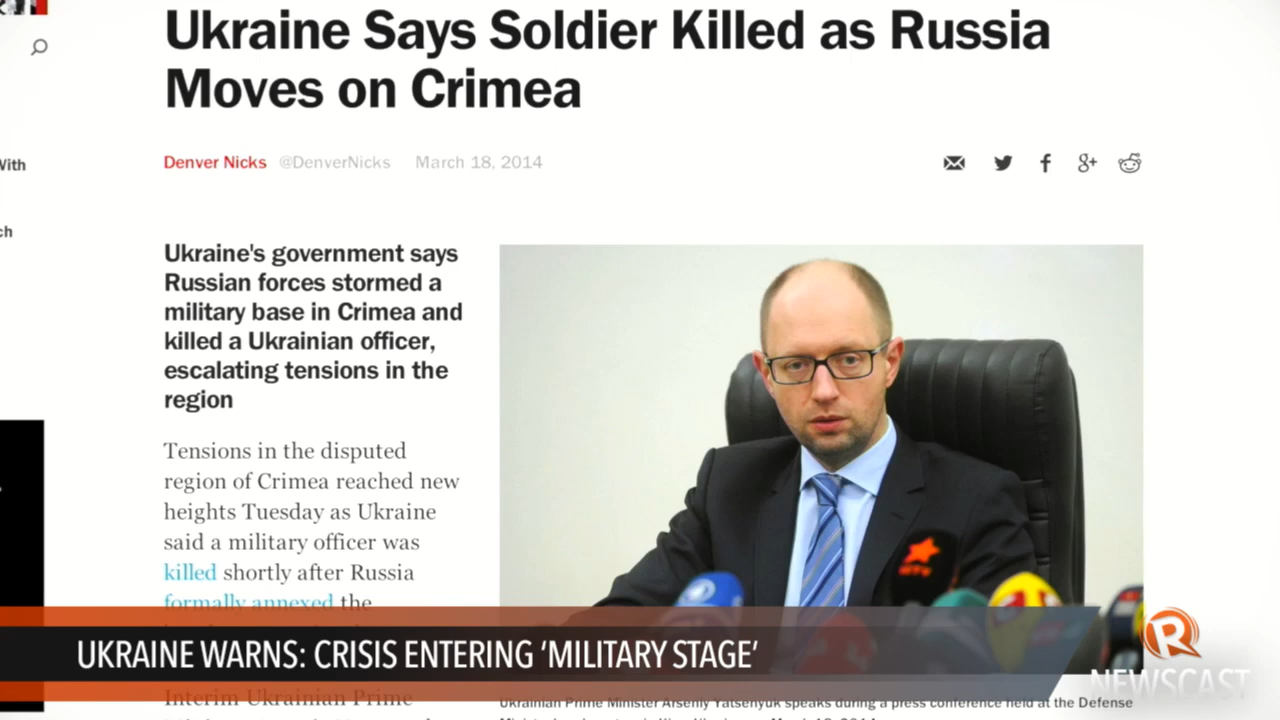 Ukraine Says Soldier Killed as Russia
Moves on Crimea
With
Denver Nicks @DenverNicks March 18, 2014
ch
Ukraine's government says
Russian forces stormed a
military base in Crimea and
killed a Ukrainian officer,
escalating tensions in the
region
Tensions in the disputed
region of Crimea reached new
heights Tuesday as Ukraine
said a military officer was
killed shortly after Russia
formally annexed the
UKRAINE WARNS: CRISIS ENTERING ‘MILITARY STAGE’
R
NEWSCAST
Interim Ukrainian Prime
Ukrainian Prime Minister Arseniy Yatsenyuk speaks during a press conference held at the Defense